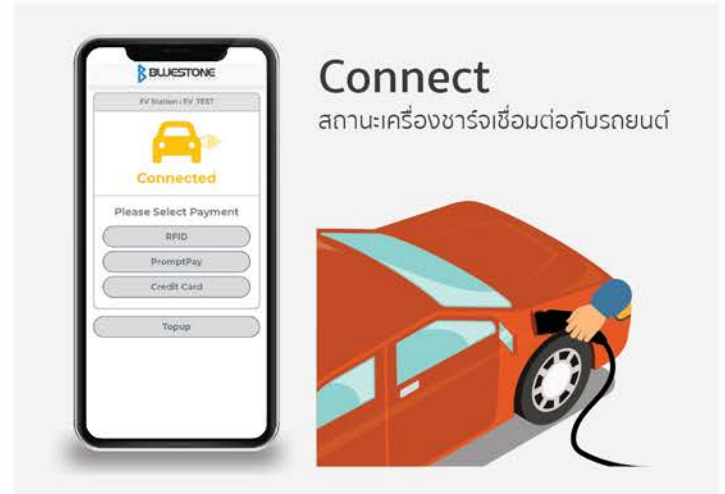 BLUESTONE
EV Station : EV_TEST
Connected
Please Select Payment
RFID
PromptPay
Credit Card
Topup
Connect
สถานะเครื่องชาร์จเชื่อมต่อกับรถยนต์